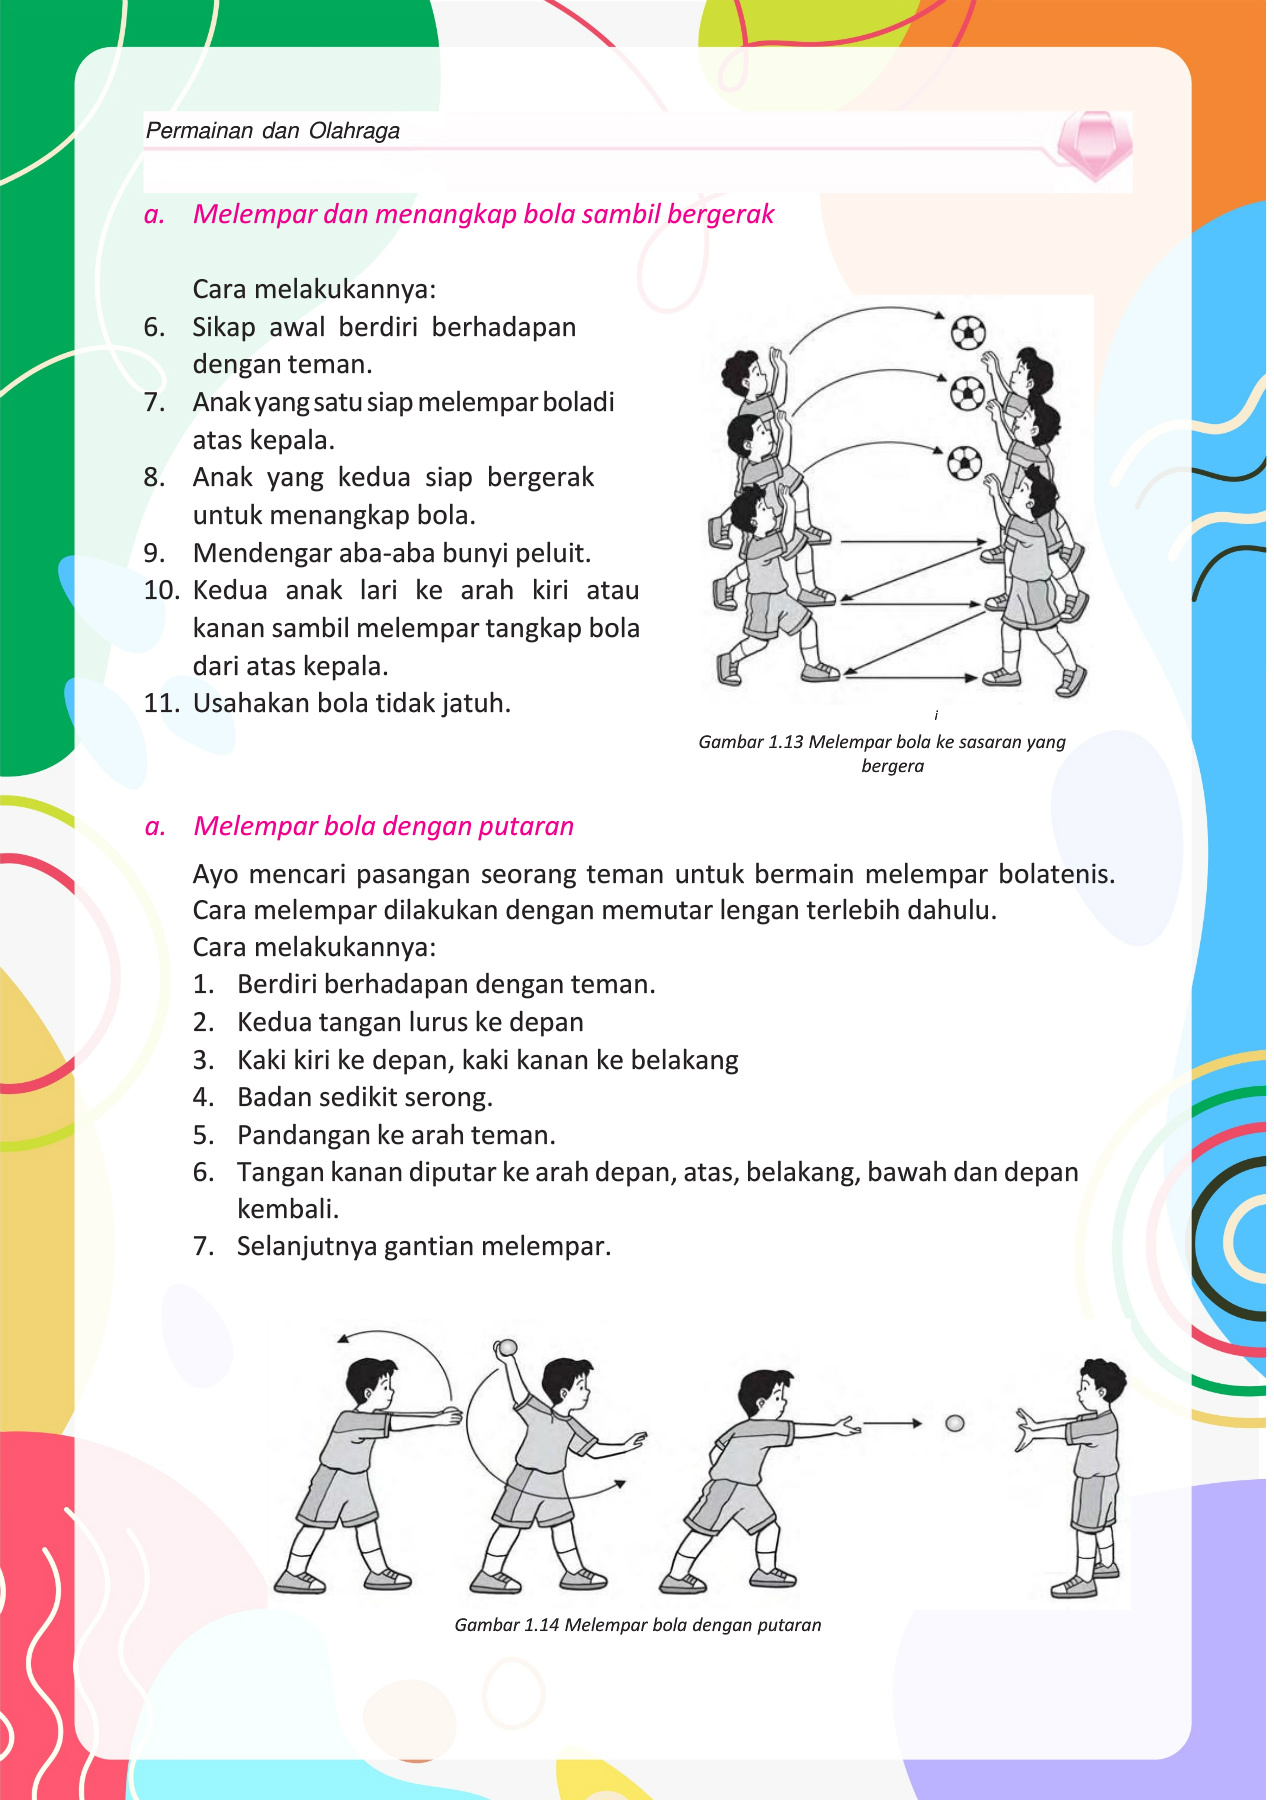 Permainan dan Olahraga
a. Melempar dan menangkap bola sambil bergerak
Cara melakukannya:
6. Sikap awal berdiri berhadapan
dengan teman.
7. Anak yang satu siap melempar boladi
atas kepala.
8. Anak yang kedua siap bergerak
untuk menangkap bola.
9. Mendengar aba-aba bunyi peluit.
10. Kedua anak lari ke arah kiri atau
kanan sambil melempar tangkap bola
dari atas kepala.
11. Usahakan bola tidak jatuh.
i
Gambar 1.13 Melempar bola ke sasaran yang
bergera
a. Melempar bola dengan putaran
Ayo mencari pasangan seorang teman untuk bermain melempar bolatenis.
Cara melempar dilakukan dengan memutar lengan terlebih dahulu.
Cara melakukannya:
1. Berdiri berhadapan dengan teman.
2. Kedua tangan lurus ke depan
3. Kaki kiri ke depan, kaki kanan ke belakang
4. Badan sedikit serong.
5. Pandangan ke arah teman.
6. Tangan kanan diputar ke arah depan, atas, belakang, bawah dan depan
kembali.
7. Selanjutnya gantian melempar.
Gambar 1.14 Melempar bola dengan putaran